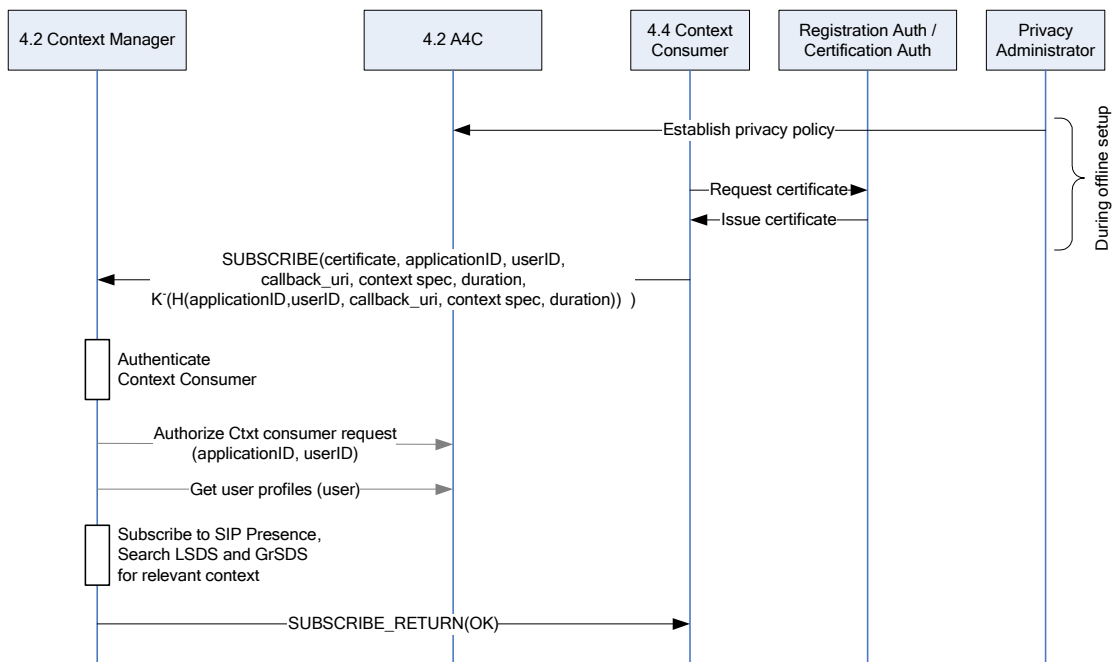 4.2 Context Manager
4.2 A4C
4.4 Context
Consumer
Registration Auth /
Certification Auth
Privacy
Administrator
Establish privacy policy
During offline setup
Request certificate
Issue certificate
SUBSCRIBE(certificate, applicationID, userID,
callback_uri, context spec, duration,
K⁻(H(applicationID,userID, callback_uri, context spec, duration)) )
Authenticate
Context Consumer
Authorize Ctxt consumer request
(applicationID, userID)
Get user profiles (user)
Subscribe to SIP Presence,
Search LSDS and GrSDS
for relevant context
SUBSCRIBE_RETURN(OK)